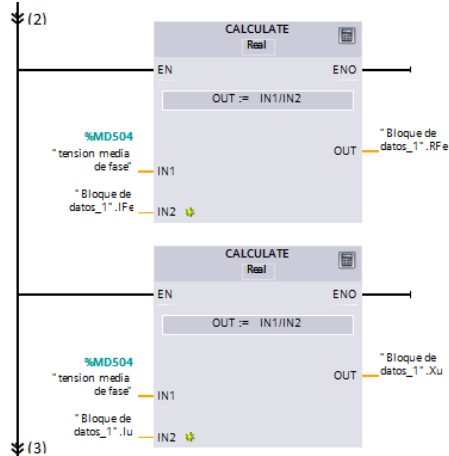 (2)
CALCULATE
Real
EN
ENO
OUT := IN1/IN2
%MD504
"tension media
de fase"
IN1
OUT
"Bloque de
datos_1".RFe
"Bloque de
datos_1".IFe
IN2
CALCULATE
Real
EN
ENO
OUT := IN1/IN2
%MD504
"tension media
de fase"
IN1
OUT
"Bloque de
datos_1".Xu
"Bloque de
datos_1".Iu
IN2
(3)